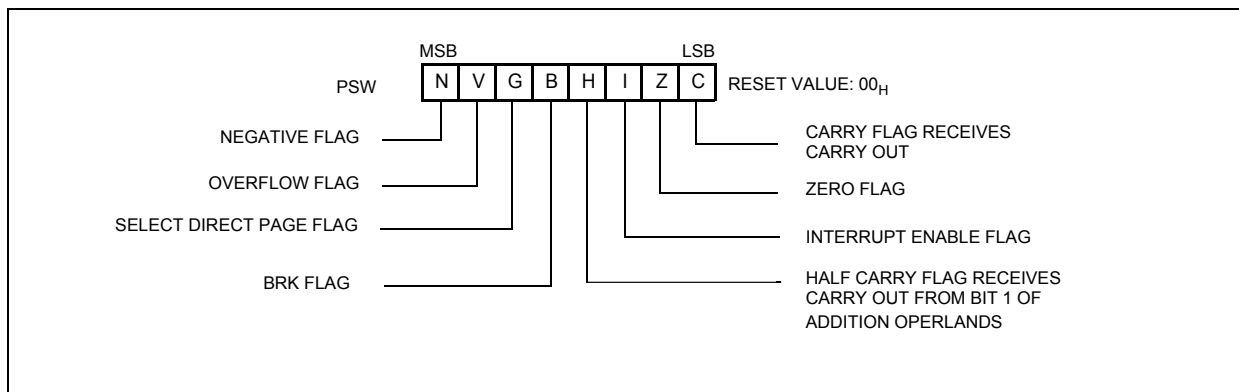 MSB LSB
PSW N V G B H I Z C RESET VALUE: 00H
NEGATIVE FLAG
CARRY FLAG RECEIVES
CARRY OUT
OVERFLOW FLAG
ZERO FLAG
SELECT DIRECT PAGE FLAG
INTERRUPT ENABLE FLAG
BRK FLAG
HALF CARRY FLAG RECEIVES
CARRY OUT FROM BIT 1 OF
ADDITION OPERLANDS